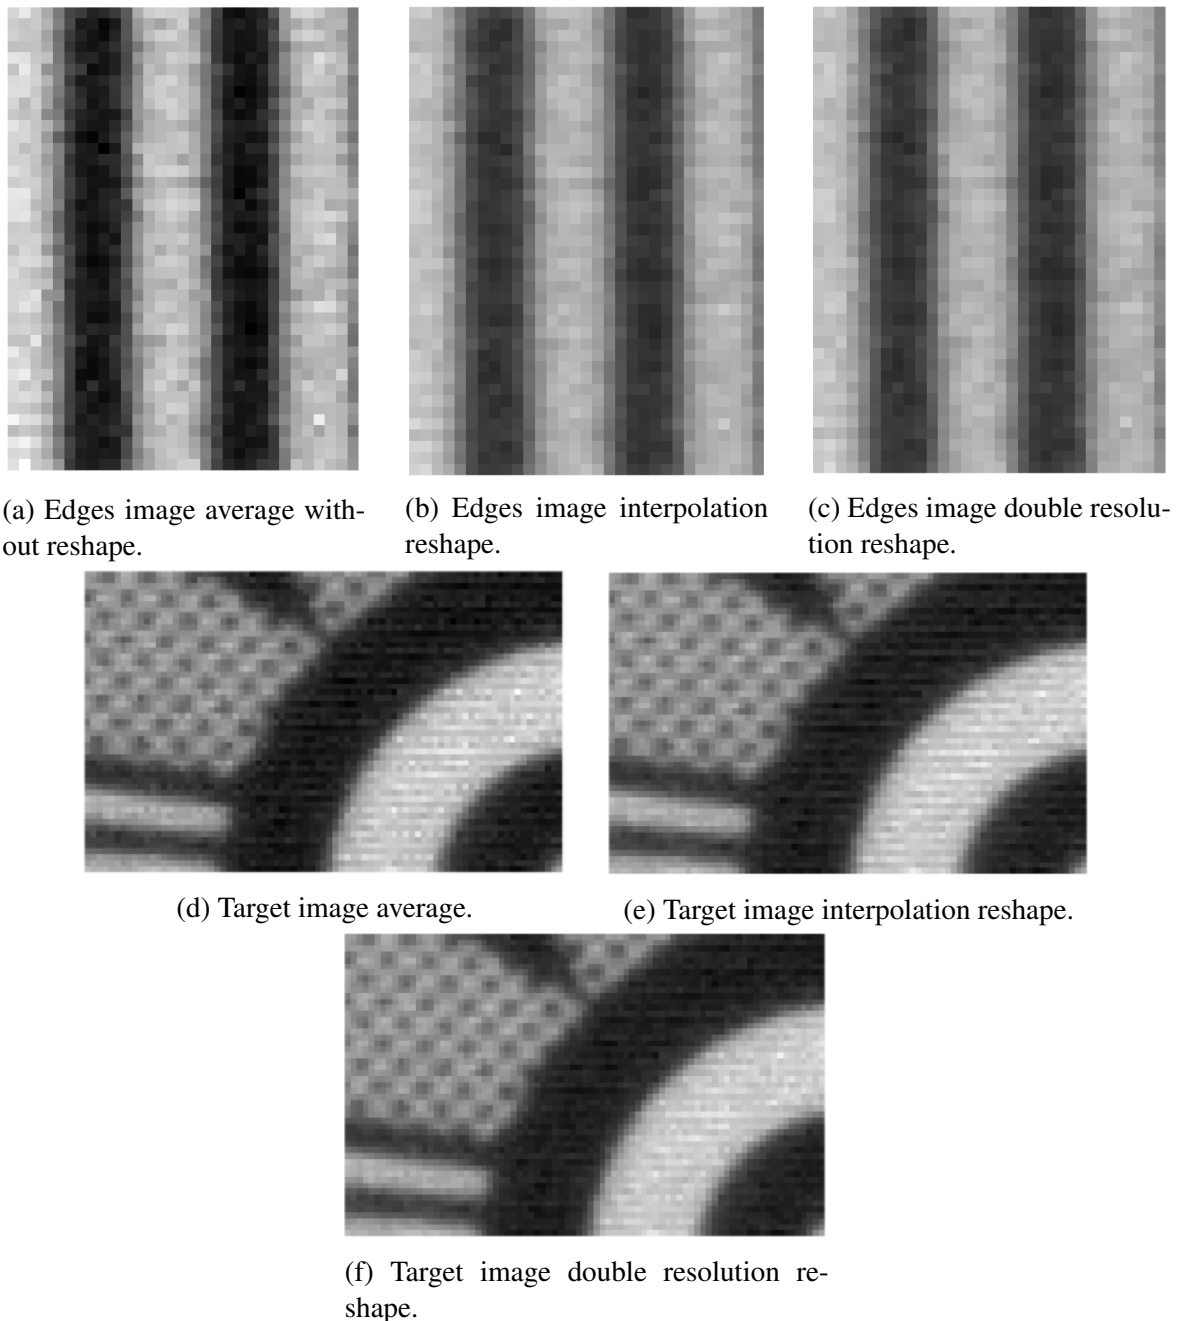 (a) Edges image average with-
out reshape.
(b) Edges image interpolation
reshape.
(c) Edges image double resolu-
tion reshape.
(d) Target image average.
(e) Target image interpolation reshape.
(f) Target image double resolution re-
shape.